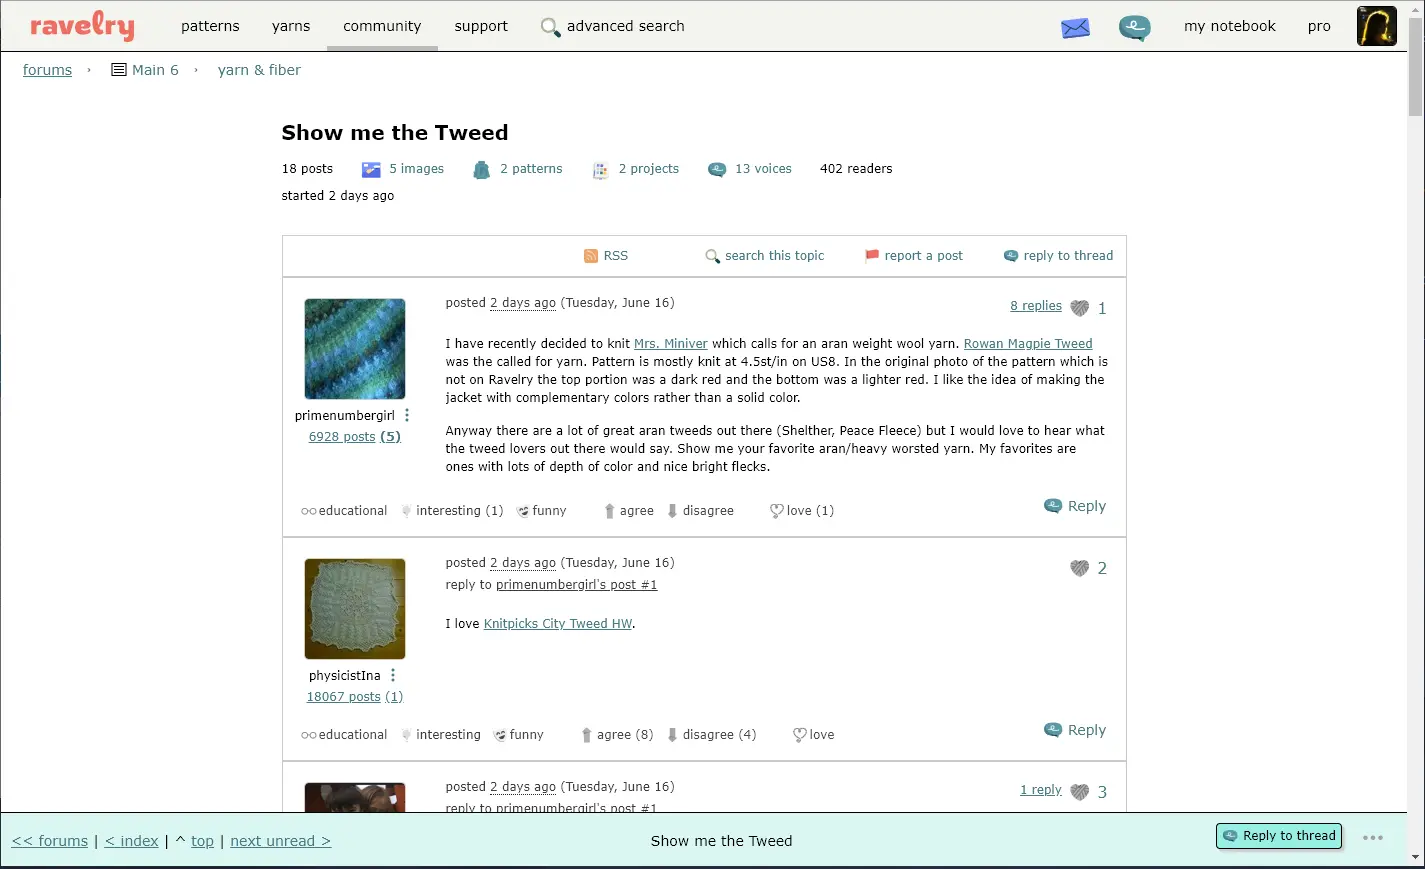 ravelry patterns yarns community support advanced search my notebook pro
forums › Main 6 › yarn & fiber
Show me the Tweed
18 posts 5 images 2 patterns 2 projects 13 voices 402 readers
started 2 days ago
RSS search this topic report a post reply to thread
posted 2 days ago (Tuesday, June 16) 8 replies 1
I have recently decided to knit Mrs. Miniver which calls for an aran weight wool yarn. Rowan Magpie Tweed
was the called for yarn. Pattern is mostly knit at 4.5st/in on US8. In the original photo of the pattern which is
not on Ravelry the top portion was a dark red and the bottom was a lighter red. I like the idea of making the
jacket with complementary colors rather than a solid color.
primenumbergirl
6928 posts (5)
Anyway there are a lot of great aran tweeds out there (Shelther, Peace Fleece) but I would love to hear what
the tweed lovers out there would say. Show me your favorite aran/heavy worsted yarn. My favorites are
ones with lots of depth of color and nice bright flecks.
educational interesting (1) funny agree disagree love (1) Reply
posted 2 days ago (Tuesday, June 16) 2
reply to primenumbergirl's post #1
I love Knitpicks City Tweed HW.
physicistIna
18067 posts (1)
educational interesting funny agree (8) disagree (4) love Reply
posted 2 days ago (Tuesday, June 16) 1 reply 3
reply to primenumbergirl's post #1
<< forums | < index | ^ top | next unread > Show me the Tweed Reply to thread